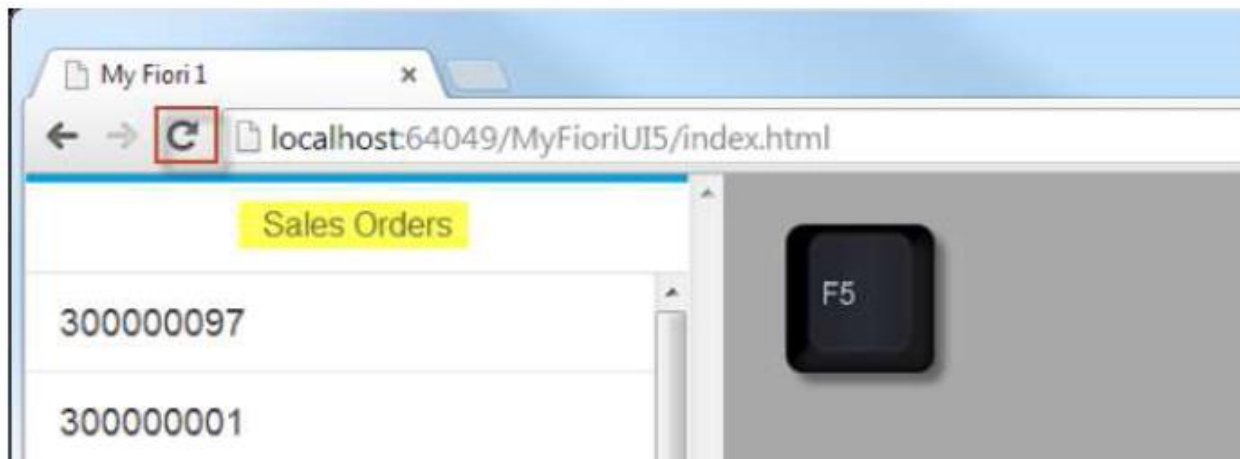 My Fiori 1
localhost:64049/MyFioriUI5/index.html
Sales Orders
F5
300000097
300000001